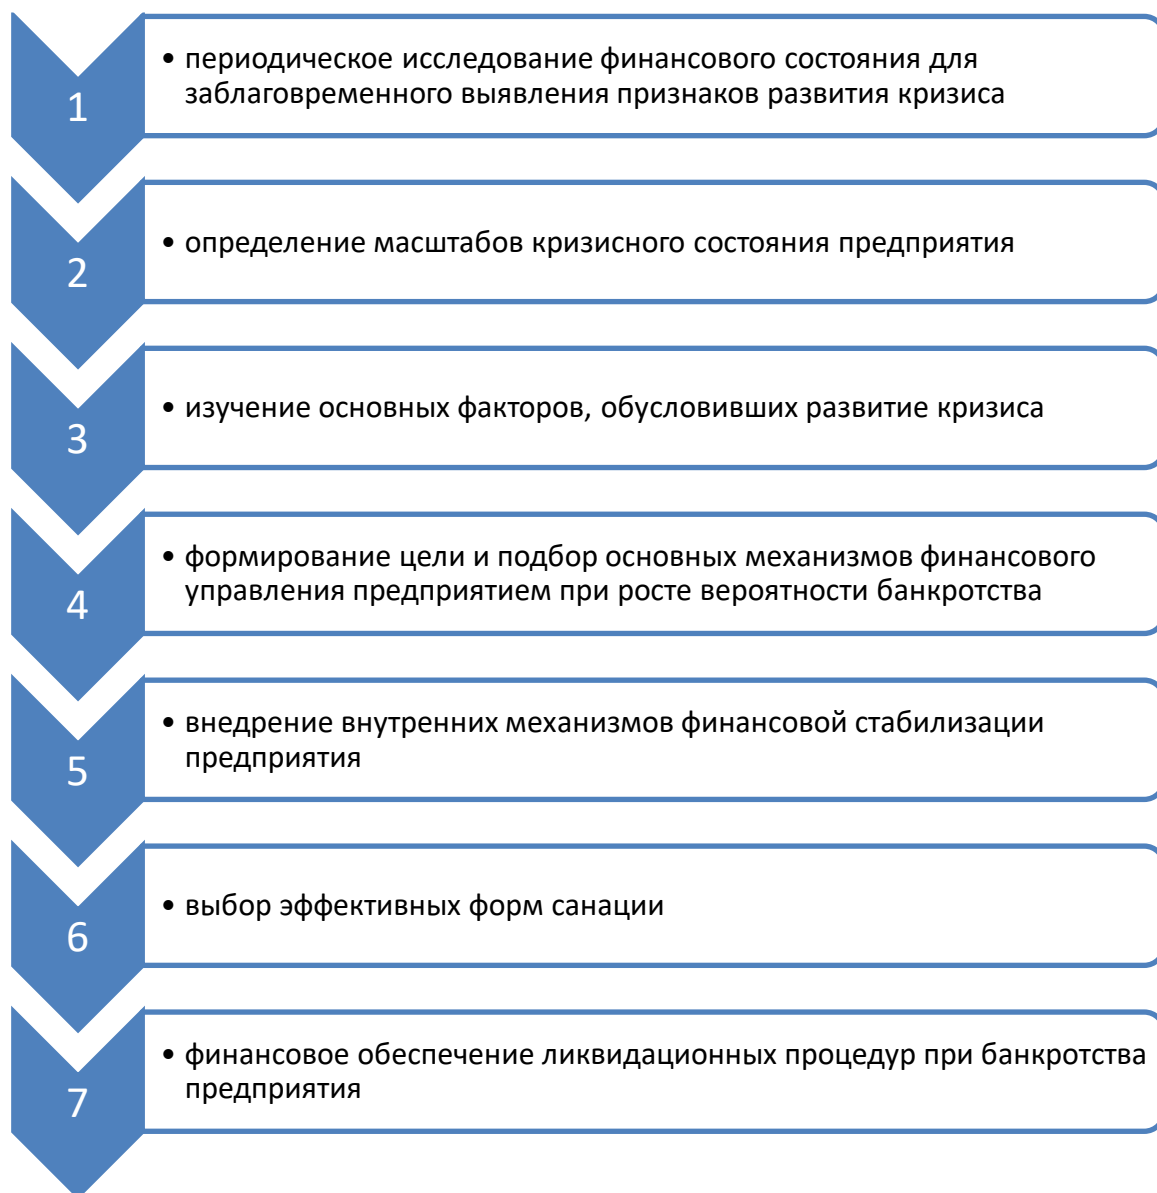 1
• периодическое исследование финансового состояния для
заблаговременного выявления признаков развития кризиса
2
• определение масштабов кризисного состояния предприятия
3
• изучение основных факторов, обусловивших развитие кризиса
4
• формирование цели и подбор основных механизмов финансового
управления предприятием при росте вероятности банкротства
5
• внедрение внутренних механизмов финансовой стабилизации
предприятия
6
• выбор эффективных форм санации
7
• финансовое обеспечение ликвидационных процедур при банкротства
предприятия